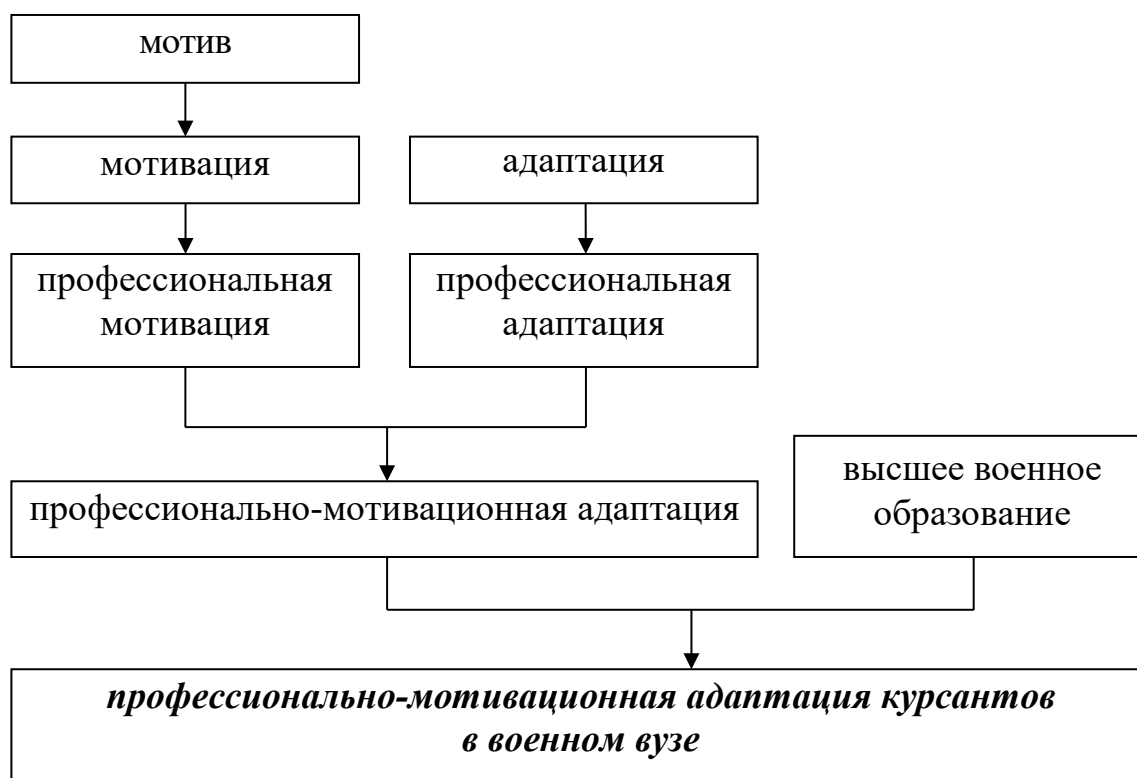 мотив
мотивация
адаптация
профессиональная
мотивация
профессиональная
адаптация
профессионально-мотивационная адаптация
высшее военное
образование
профессионально-мотивационная адаптация курсантов
в военном вузе